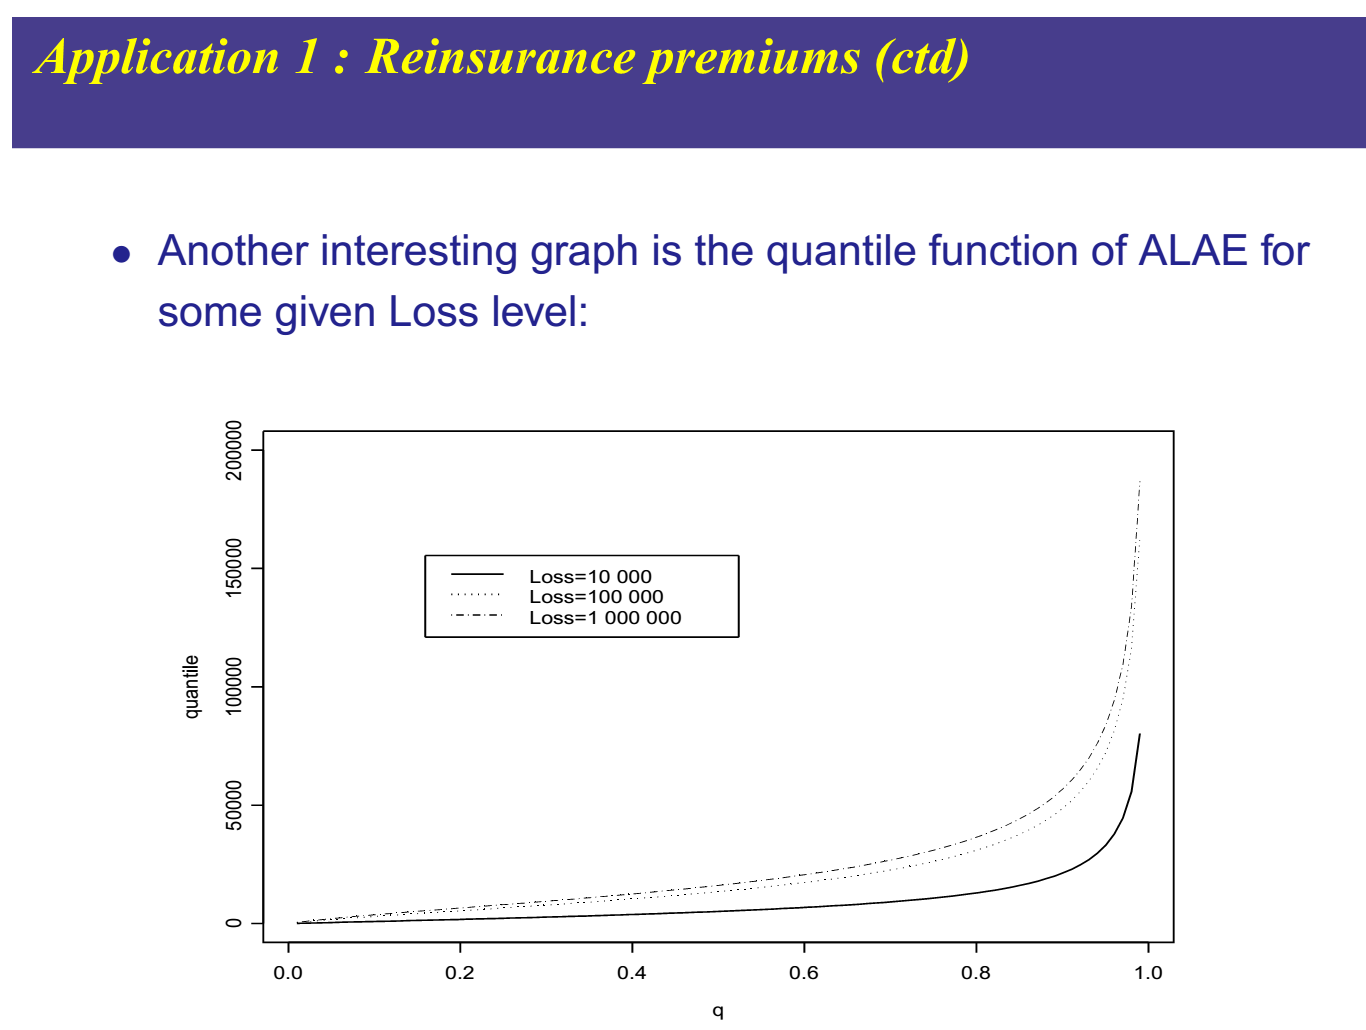 Application 1 : Reinsurance premiums (ctd)
• Another interesting graph is the quantile function of ALAE for
some given Loss level:
200000
150000
100000
50000
0
quantile
Loss=10 000
Loss=100 000
Loss=1 000 000
0.0 0.2 0.4 0.6 0.8 1.0
q